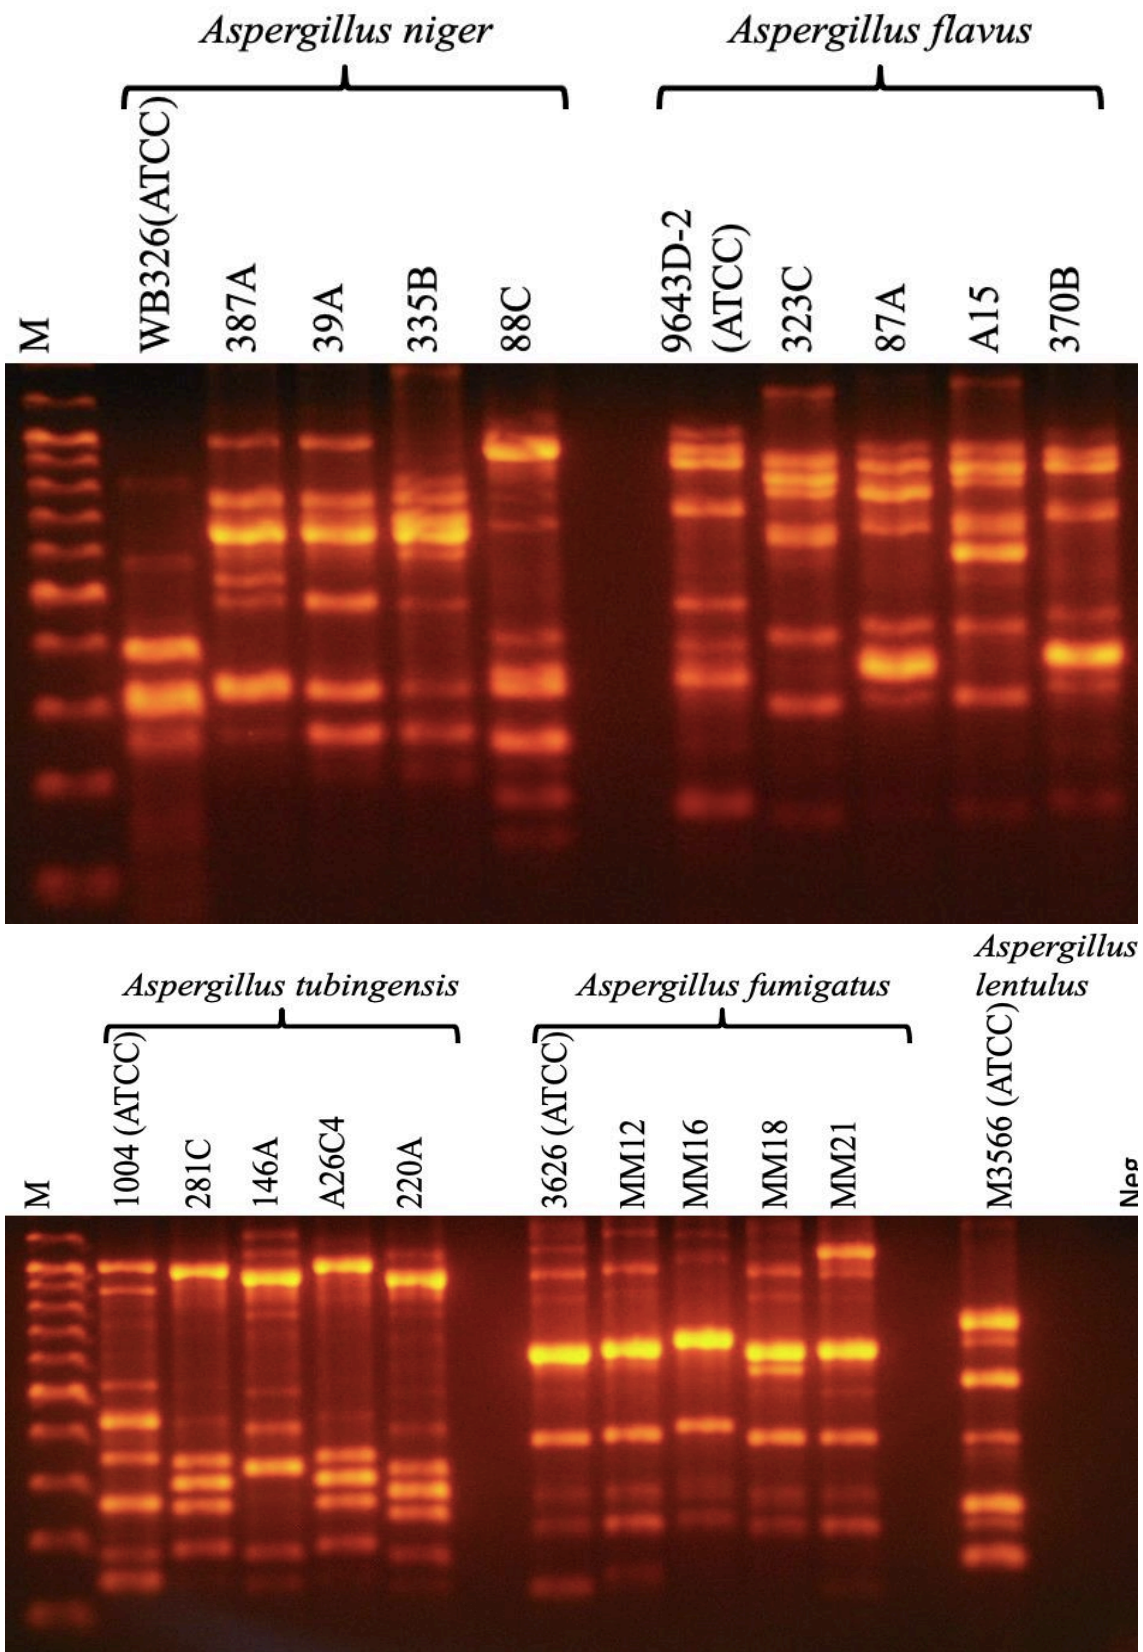 Aspergillus niger
Aspergillus flavus
M
WB326(ATCC)
387A
39A
335B
88C
9643D-2
(ATCC)
323C
87A
A15
370B
Aspergillus tubingensis
Aspergillus fumigatus
Aspergillus
lentulus
M
1004 (ATCC)
281C
146A
A26C4
220A
3626 (ATCC)
MM12
MM16
MM18
MM21
M3566 (ATCC)
Neg